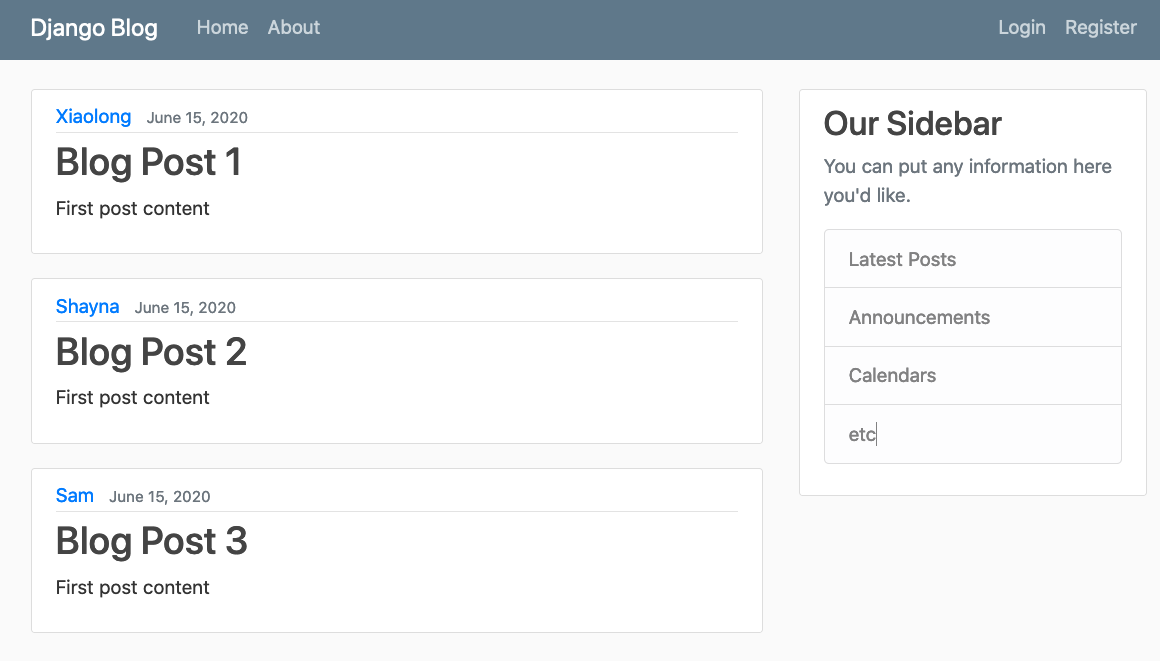 Django Blog Home About Login Register
Xiaolong June 15, 2020
Blog Post 1
First post content
Shayna June 15, 2020
Blog Post 2
First post content
Sam June 15, 2020
Blog Post 3
First post content
Our Sidebar
You can put any information here
you'd like.
Latest Posts
Announcements
Calendars
etc